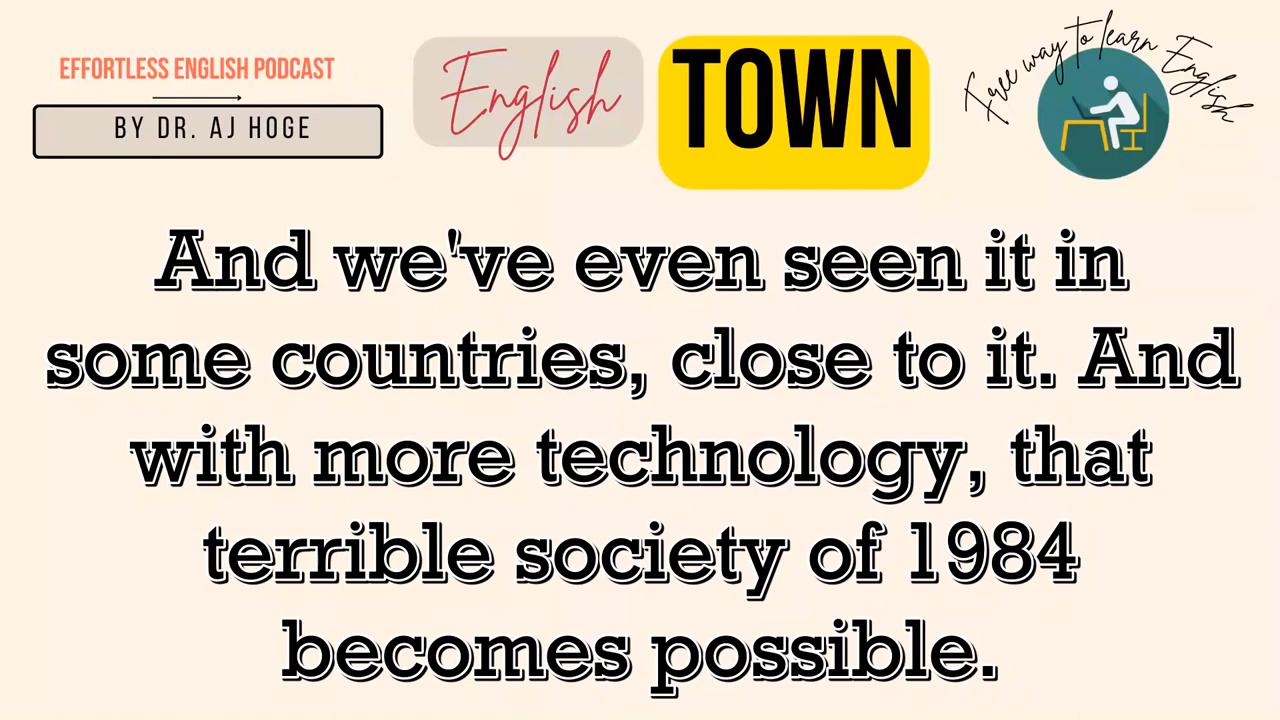 EFFORTLESS ENGLISH PODCAST
BY DR. AJ HOGE
English
TOWN
Free way to learn English
And we've even seen it in
some countries, close to it. And
with more technology, that
terrible society of 1984
becomes possible.